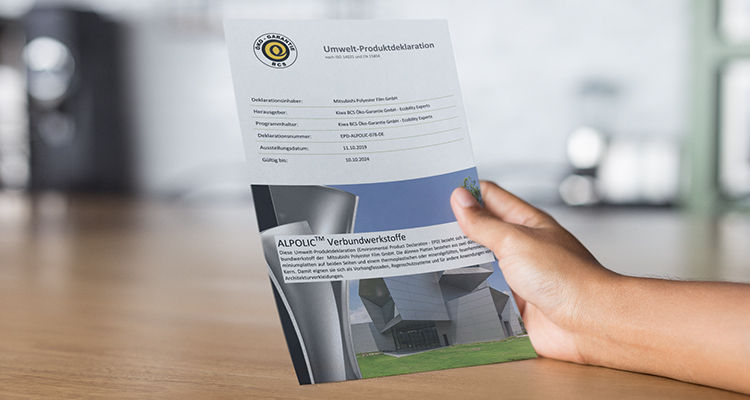 ÖKO - GARANTIE
BCS
Umwelt-Produktdeklaration
nach ISO 14025 und EN 15804
Deklarationsinhaber: Mitsubishi Polyester Film GmbH
Herausgeber: Kiwa BCS Öko-Garantie GmbH - Ecobility Experts
Programmhalter: Kiwa BCS Öko-Garantie GmbH - Ecobility Experts
Deklarationsnummer: EPD-ALPOLIC-078-DE
Ausstellungsdatum: 11.10.2019
Gültig bis: 10.10.2024
ALPOLIC™ Verbundwerkstoffe
Diese Umwelt-Produktdeklaration (Environmental Product Declaration - EPD) bezieht sich
bundwerkstoff der Mitsubishi Polyester Film GmbH. Die dünnen Platten bestehen aus zwei
miniumplatten auf beiden Seiten und einem thermoplastischen oder mineralgefüllten,
Kern. Damit eignen sie sich als Vorhangfassaden, Regenschutzsysteme und für andere Anwendungen
Architekturverkleidungen.